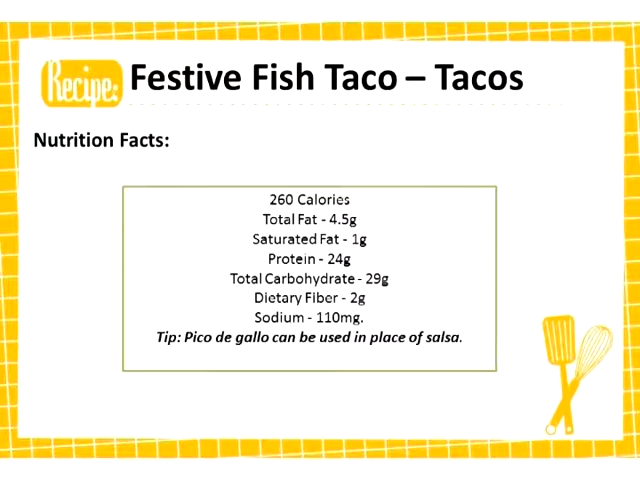 Recipe: Festive Fish Taco – Tacos
Nutrition Facts:
260 Calories
Total Fat - 4.5g
Saturated Fat - 1g
Protein - 24g
Total Carbohydrate - 29g
Dietary Fiber - 2g
Sodium - 110mg.
Tip: Pico de gallo can be used in place of salsa.